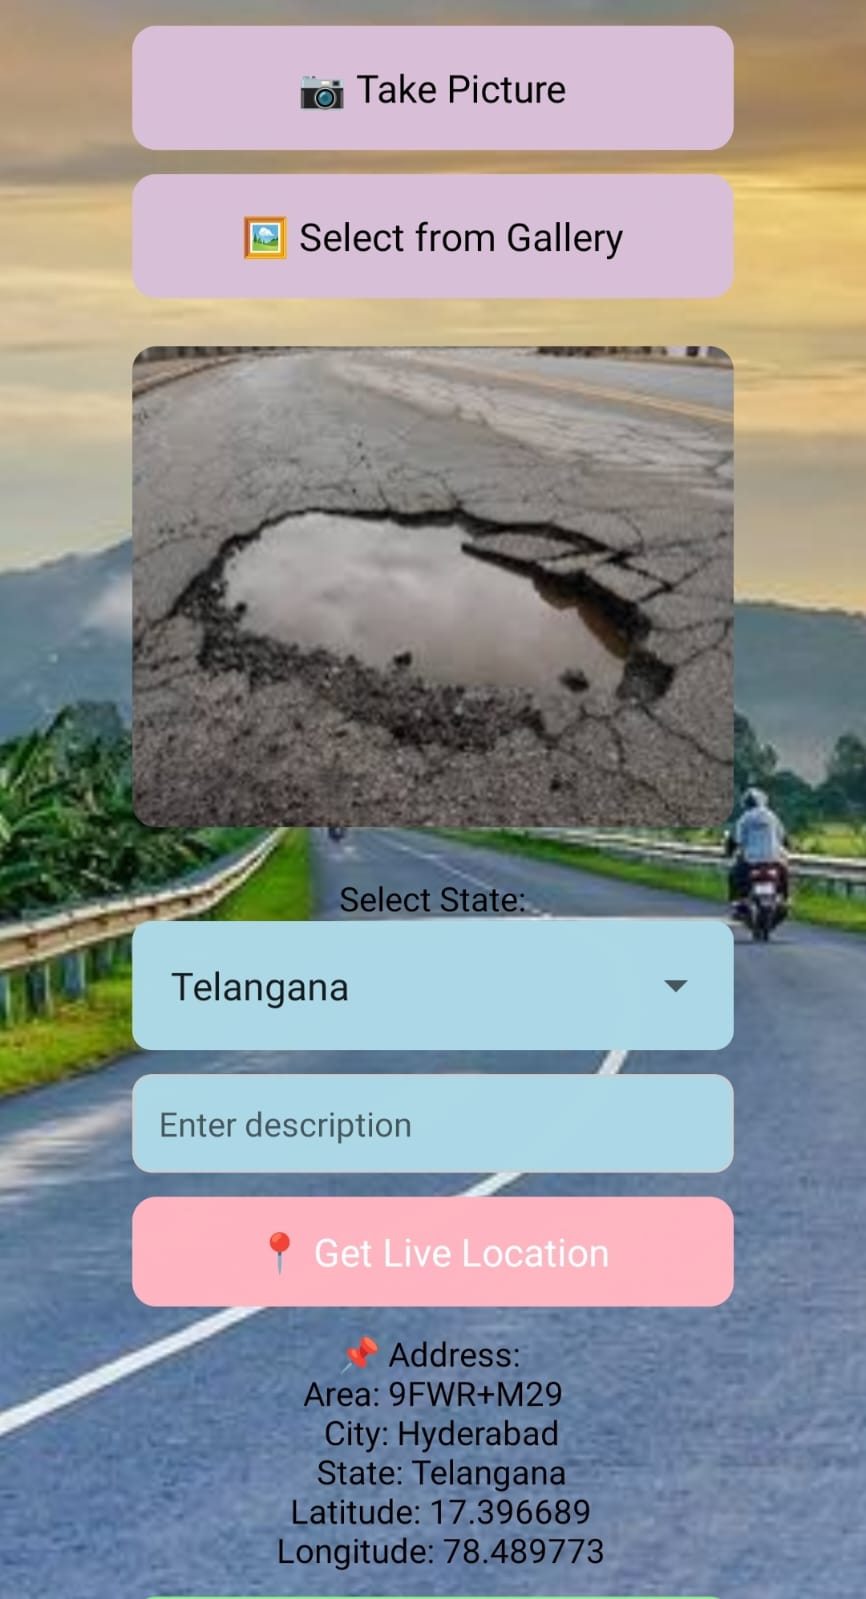 Take Picture
Select from Gallery
Select State:
Telangana
Enter description
Get Live Location
Address:
Area: 9FWR+M29
City: Hyderabad
State: Telangana
Latitude: 17.396689
Longitude: 78.489773